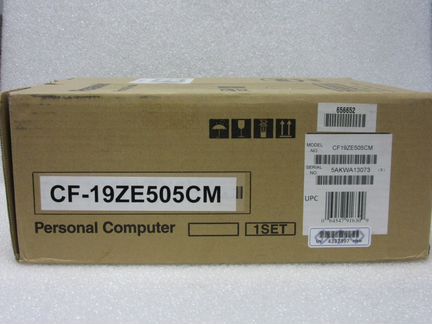 656652
MODEL NO. CF19ZE505CM
SERIAL NO. 5AKWA13073
UPC
CF-19ZE505CM
Personal Computer
1SET